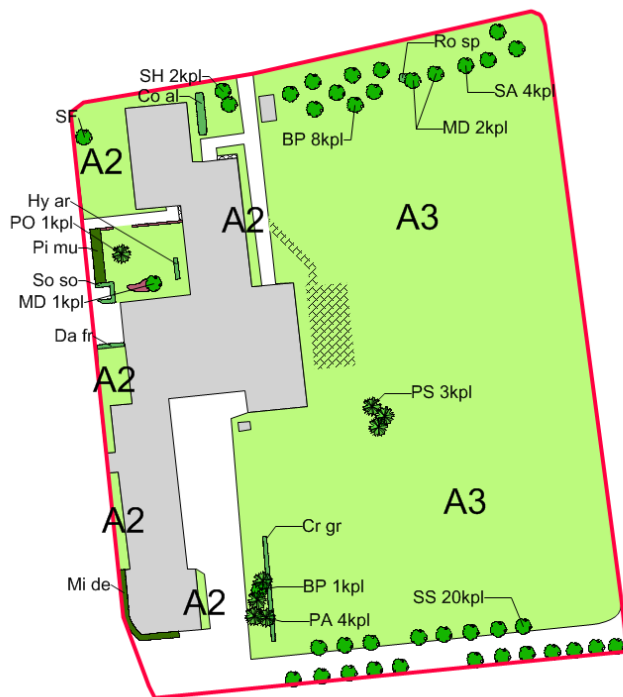 Ro sp
SH 2kpl
Co al
SA 4kpl
SF
MD 2kpl
BP 8kpl
A2
Hy ar
PO 1kpl
A2
A3
Pi mu
So so
MD 1kpl
Da fr
A2
PS 3kpl
A3
A2
Cr gr
Mi de
BP 1kpl
A2
SS 20kpl
PA 4kpl